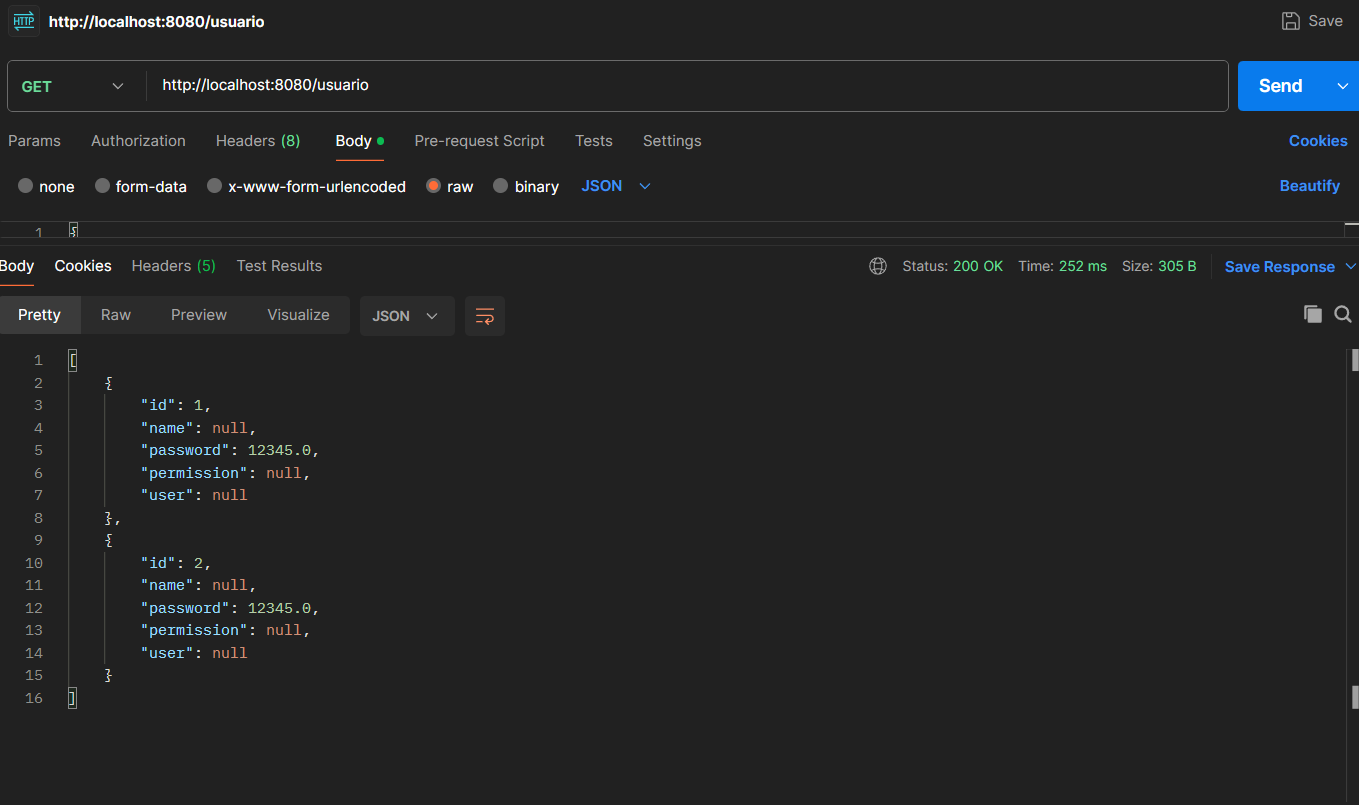 HTTP http://localhost:8080/usuario Save
GET http://localhost:8080/usuario Send
Params Authorization Headers (8) Body Pre-request Script Tests Settings Cookies
none form-data x-www-form-urlencoded raw binary JSON Beautify
1 {
Body Cookies Headers (5) Test Results Status: 200 OK Time: 252 ms Size: 305 B Save Response
Pretty Raw Preview Visualize JSON
1 [
2 {
3 "id": 1,
4 "name": null,
5 "password": 12345.0,
6 "permission": null,
7 "user": null
8 },
9 {
10 "id": 2,
11 "name": null,
12 "password": 12345.0,
13 "permission": null,
14 "user": null
15 }
16 ]